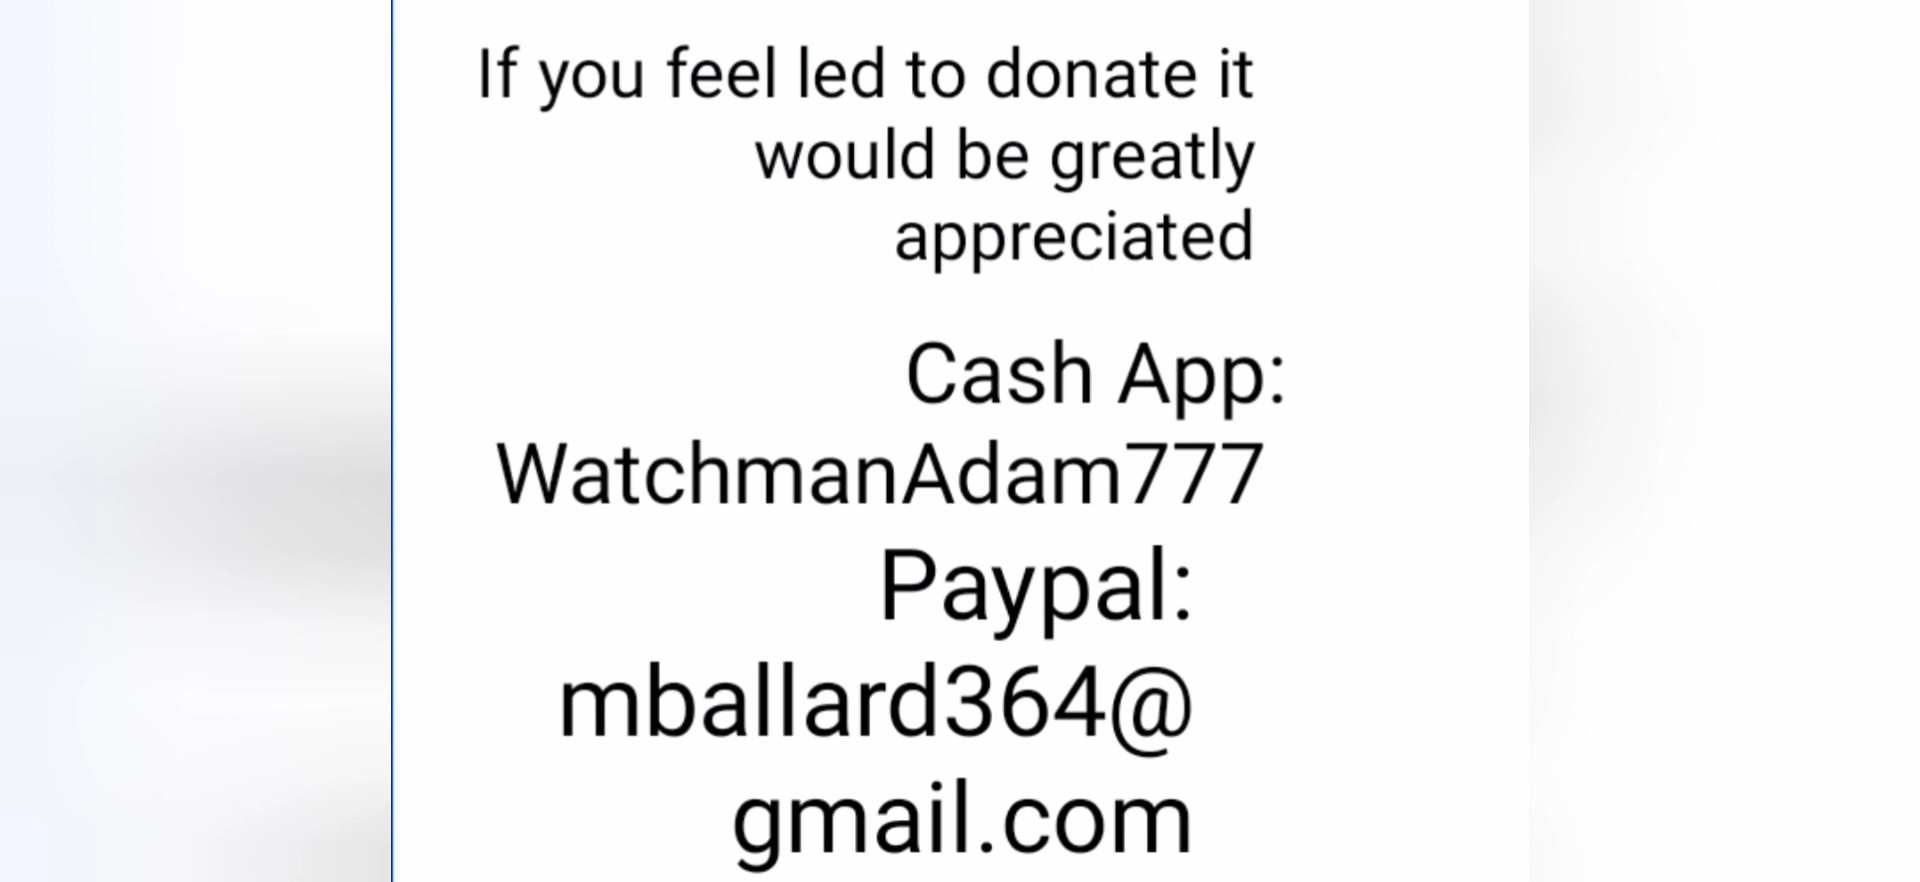 If you feel led to donate it
would be greatly
appreciated
Cash App:
WatchmanAdam777
Paypal:
mballard364@
gmail.com